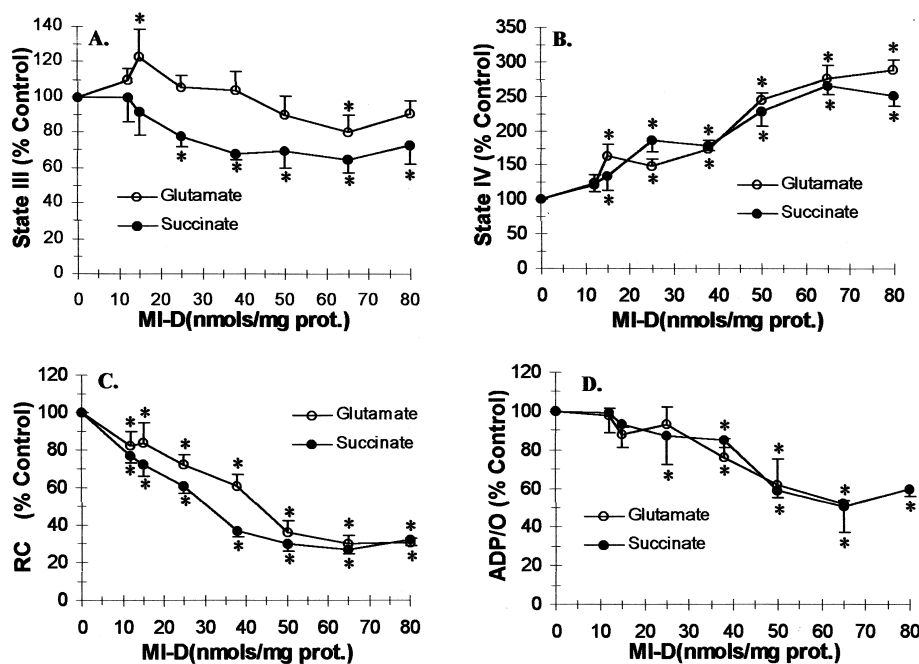 A.
State III (% Control)
140
120
100
80
60
40
20
0
*
*
*
*
*
*
*
Glutamate
Succinate
0 10 20 30 40 50 60 70 80
MI-D(nmols/mg prot.)
B.
State IV (% Control)
350
300
250
200
150
100
50
0
* * * * * *
* * * * * *
Glutamate
Succinate
0 10 20 30 40 50 60 70 80
MI-D(nmols/mg prot.)
C.
RC (% Control)
120
100
80
60
40
20
0
* * * * * * *
* * * * * * *
Glutamate
Succinate
0 10 20 30 40 50 60 70 80
MI-D(nmols/mg prot.)
D.
ADP/O (% Control)
120
100
80
60
40
20
0
* * *
* * * * *
Glutamate
Succinate
0 10 20 30 40 50 60 70 80
MI-D(nmols/mg prot.)